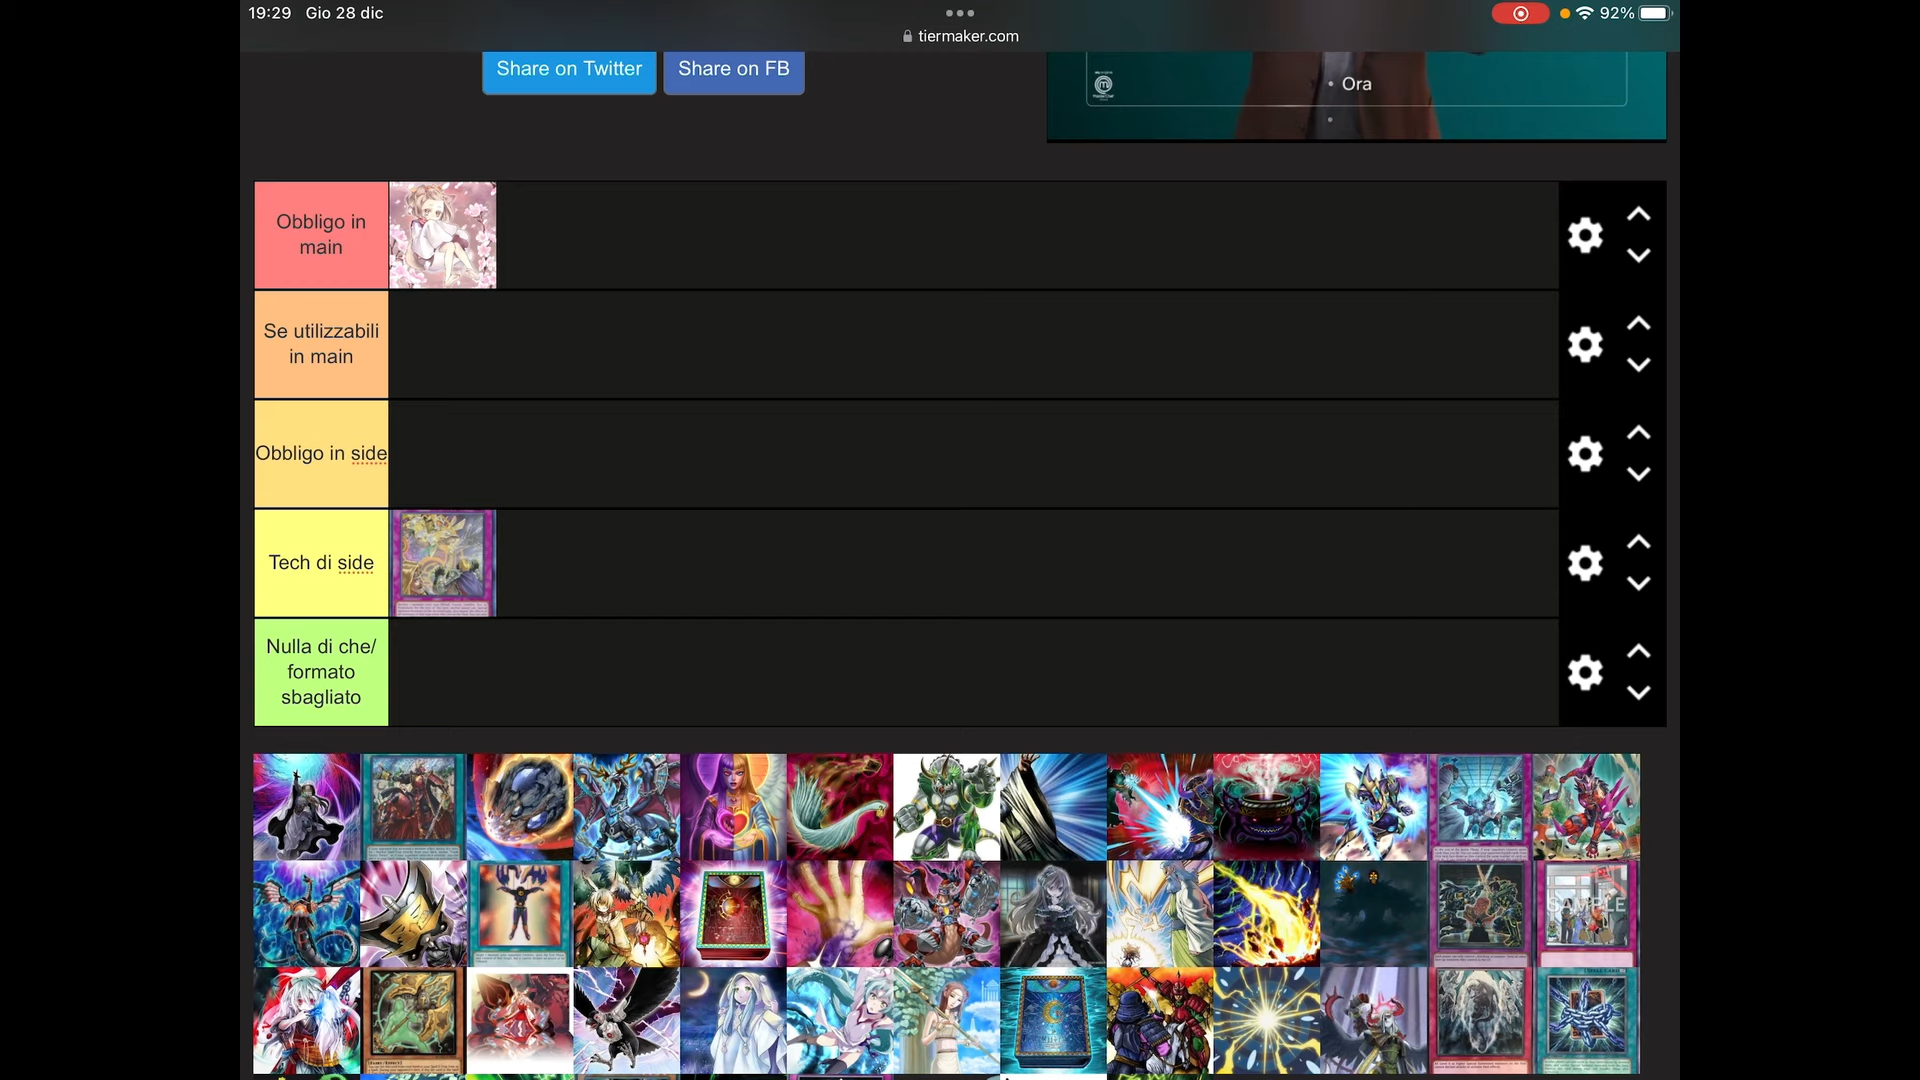 19:29 Gio 28 dic
92%
tiermaker.com
Share on Twitter
Share on FB
• Ora
•
Obbligo in
main
Se utilizzabili
in main
Obbligo in side
Tech di side
Nulla di che/
formato
sbagliato
SAMPLE